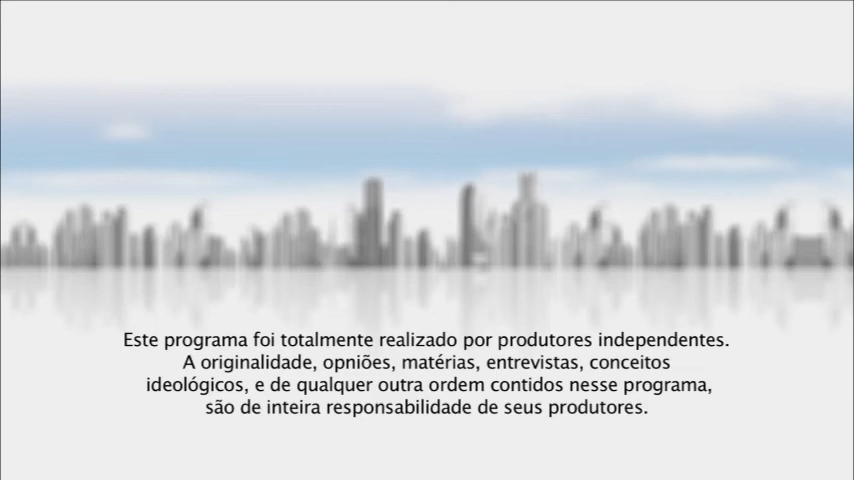 Este programa foi totalmente realizado por produtores independentes.
A originalidade, opniões, matérias, entrevistas, conceitos
ideológicos, e de qualquer outra ordem contidos nesse programa,
são de inteira responsabilidade de seus produtores.